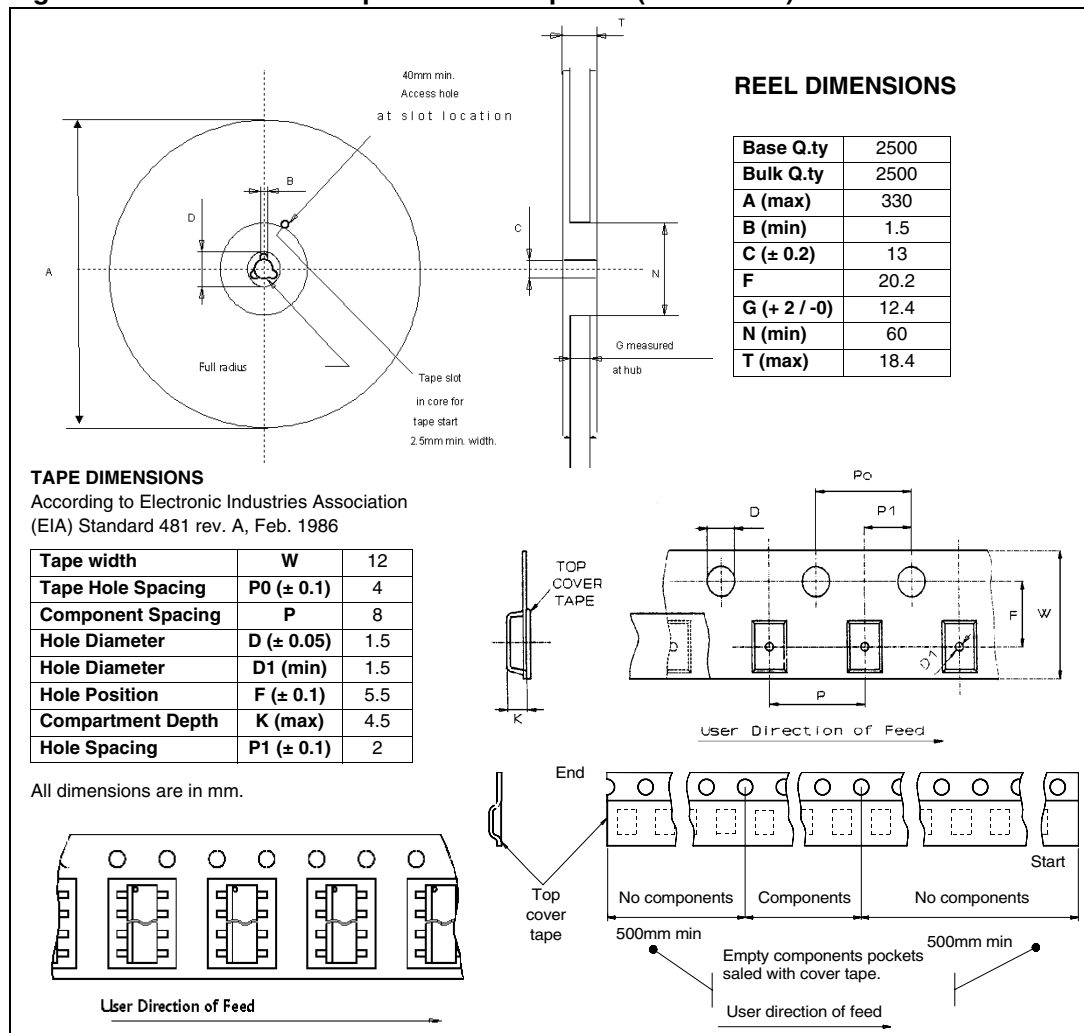 T
40mm min.
Access hole
at slot location
B
D
A
C
N
Full radius
Tape slot
in core for
tape start
2.5mm min. width.
G measured
at hub
REEL DIMENSIONS
Base Q.ty 2500
Bulk Q.ty 2500
A (max) 330
B (min) 1.5
C (± 0.2) 13
F 20.2
G (+ 2 / -0) 12.4
N (min) 60
T (max) 18.4
TAPE DIMENSIONS
According to Electronic Industries Association
(EIA) Standard 481 rev. A, Feb. 1986
Tape width W 12
Tape Hole Spacing P0 (± 0.1) 4
Component Spacing P 8
Hole Diameter D (± 0.05) 1.5
Hole Diameter D1 (min) 1.5
Hole Position F (± 0.1) 5.5
Compartment Depth K (max) 4.5
Hole Spacing P1 (± 0.1) 2
All dimensions are in mm.
Po
D
P1
TOP
COVER
TAPE
F
W
D1
P
K
User Direction of Feed
End
Start
Top
cover
tape
No components
Components
No components
500mm min
500mm min
Empty components pockets
saled with cover tape.
User direction of feed
User Direction of Feed